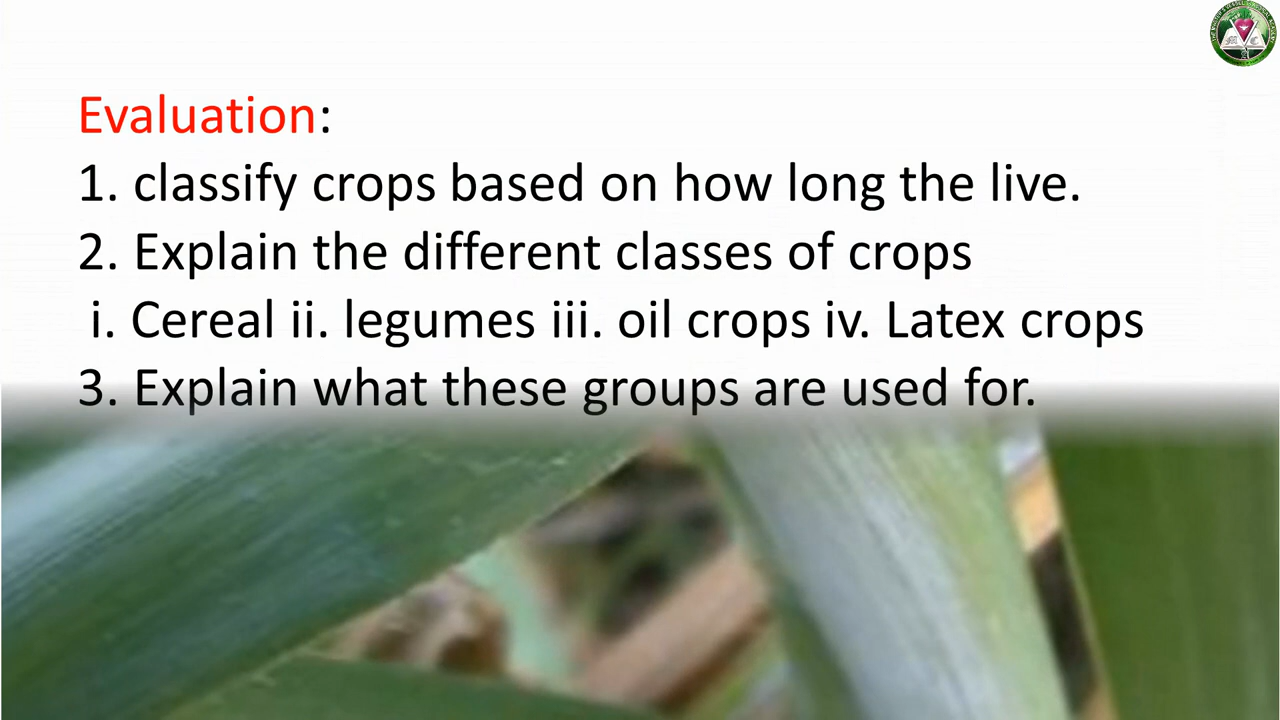 Evaluation:
1. classify crops based on how long the live.
2. Explain the different classes of crops
i. Cereal ii. legumes iii. oil crops iv. Latex crops
3. Explain what these groups are used for.